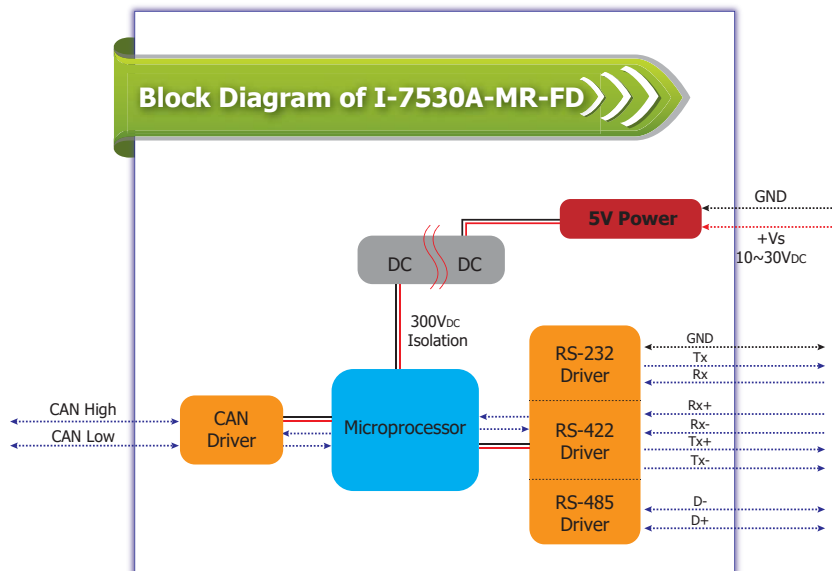 Block Diagram of I-7530A-MR-FD
GND
5V Power
+Vs
10~30VDC
DC
DC
300VDC
Isolation
CAN High
CAN Low
CAN
Driver
Microprocessor
RS-232
Driver
RS-422
Driver
RS-485
Driver
GND
Tx
Rx
Rx+
Rx-
Tx+
Tx-
D-
D+